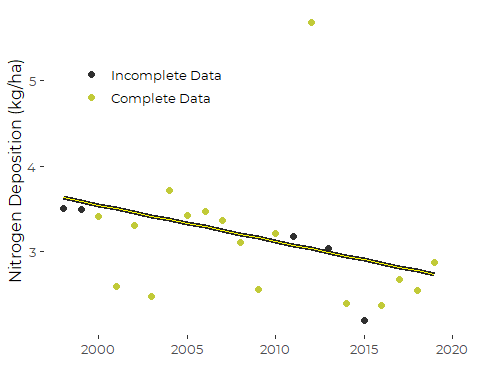 Nitrogen Deposition (kg/ha)
Incomplete Data
Complete Data
5
4
3
2000 2005 2010 2015 2020